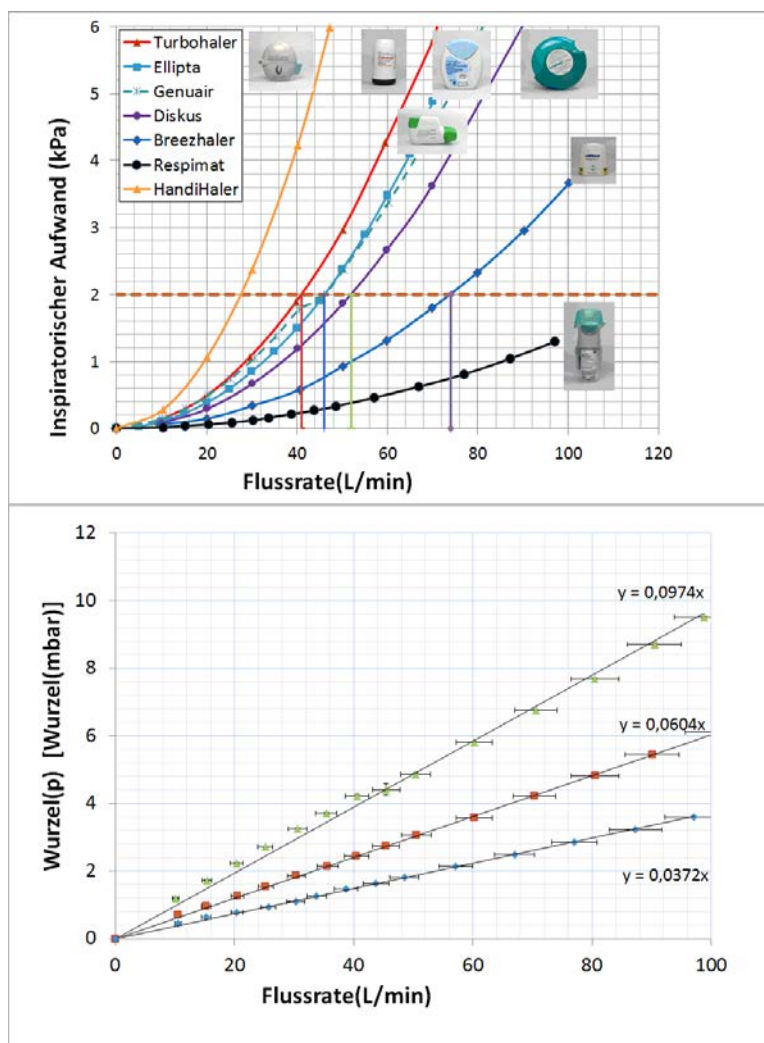 6
5
4
3
2
1
0
Inspiratorischer Aufwand (kPa)
Turbohaler
Ellipta
Genuair
Diskus
Breezhaler
Respimat
HandiHaler
0 20 40 60 80 100 120
Flussrate(L/min)
12
10
8
6
4
2
0
Wurzel(p) [Wurzel(mbar)]
y = 0,0974x
y = 0,0604x
y = 0,0372x
0 20 40 60 80 100
Flussrate(L/min)